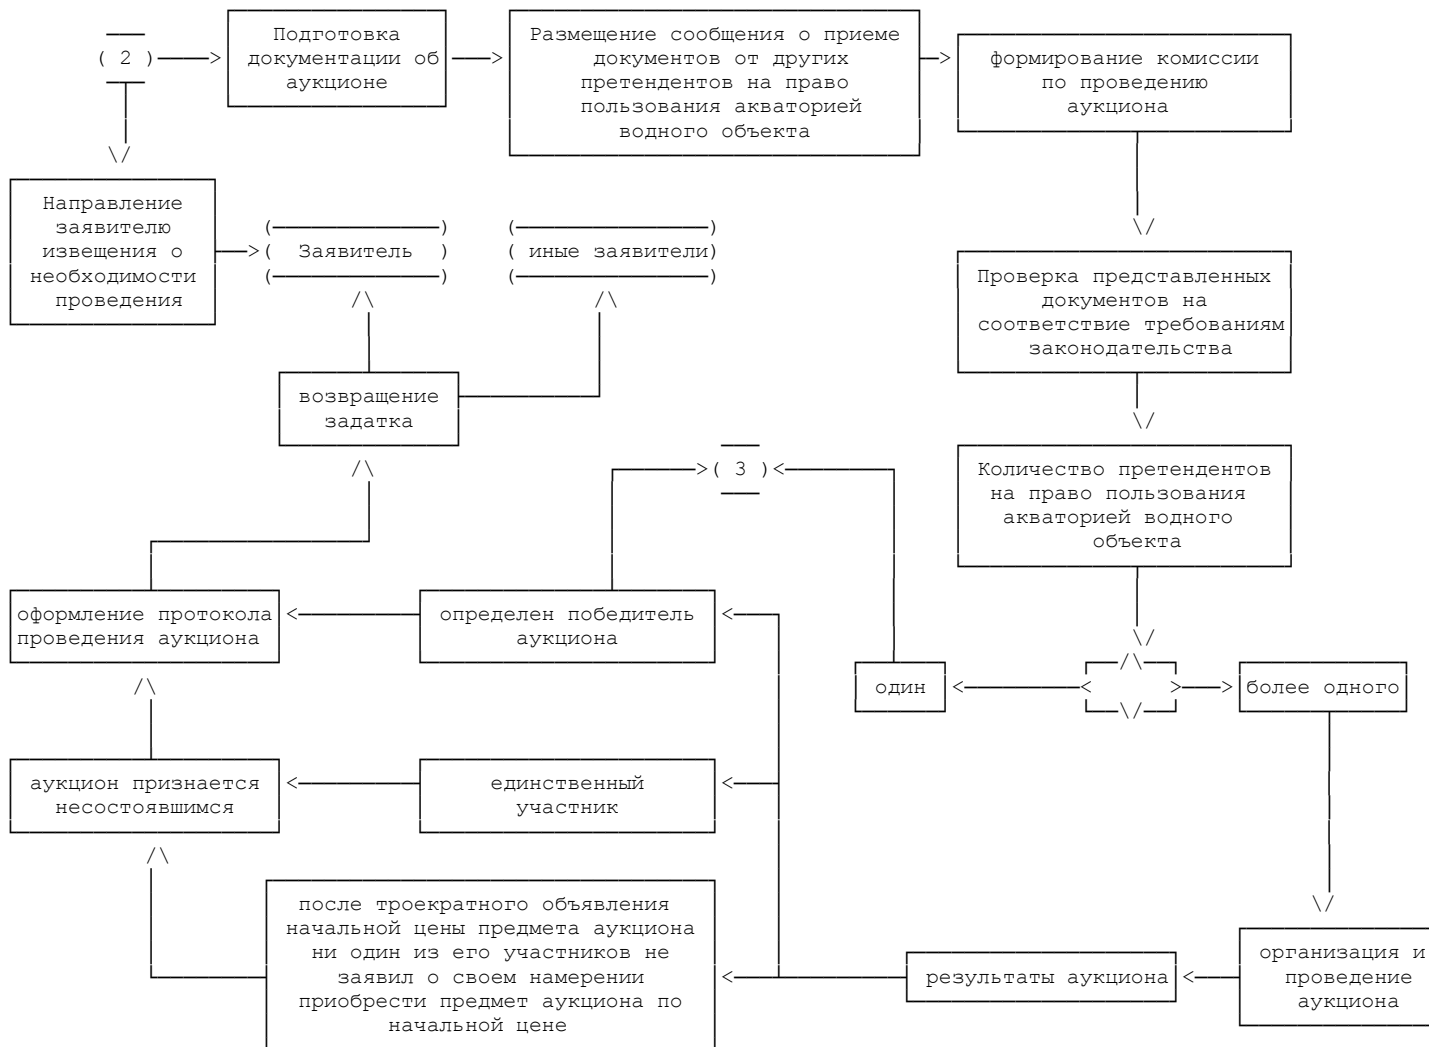 ( 2 )
Подготовка
документации об
аукционе
Размещение сообщения о приеме
документов от других
претендентов на право
пользования акваторией
водного объекта
формирование комиссии
по проведению
аукциона
Направление
заявителю
извещения о
необходимости
проведения
( Заявитель )
( иные заявители)
Проверка представленных
документов на
соответствие требованиям
законодательства
возвращение
задатка
( 3 )
Количество претендентов
на право пользования
акваторией водного
объекта
оформление протокола
проведения аукциона
определен победитель
аукциона
один
более одного
аукцион признается
несостоявшимся
единственный
участник
после троекратного объявления
начальной цены предмета аукциона
ни один из его участников не
заявил о своем намерении
приобрести предмет аукциона по
начальной цене
результаты аукциона
организация и
проведение
аукциона